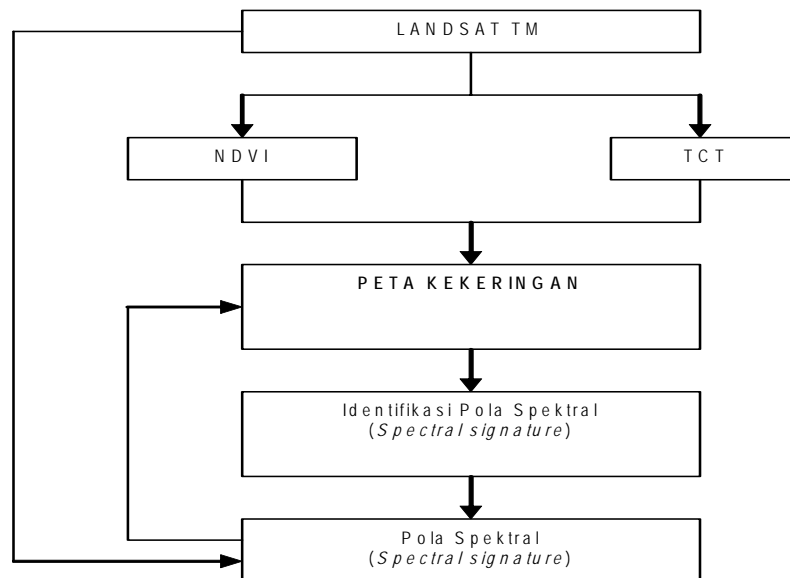 LANDSAT TM
NDVI
TCT
PETA KEKERINGAN
Identifikasi Pola Spektral
(Spectral signature)
Pola Spektral
(Spectral signature)